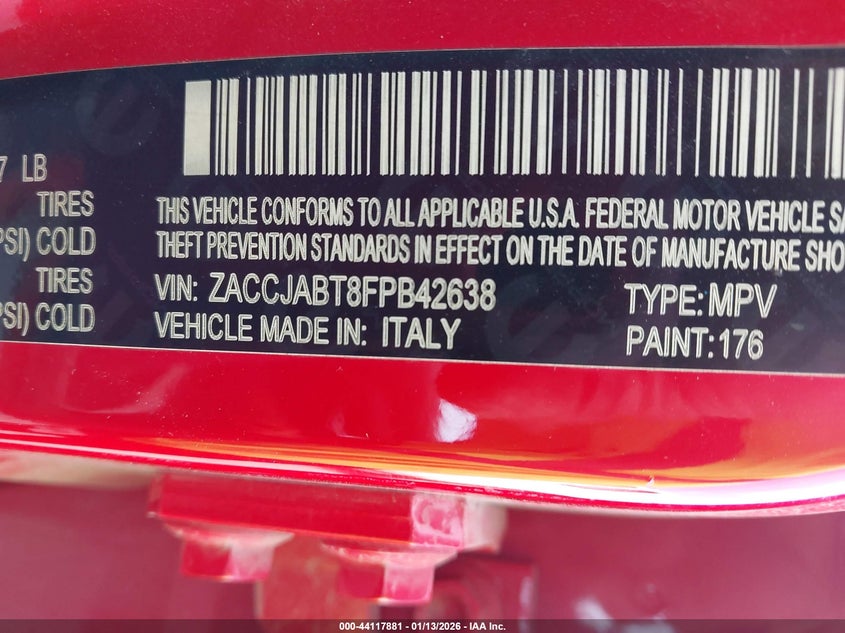 7 LB
TIRES
PSI) COLD
TIRES
PSI) COLD
THIS VEHICLE CONFORMS TO ALL APPLICABLE U.S.A. FEDERAL MOTOR VEHICLE SA
THEFT PREVENTION STANDARDS IN EFFECT ON THE DATE OF MANUFACTURE SHO
VIN: ZACCJABT8FPB42638
TYPE: MPV
VEHICLE MADE IN: ITALY
PAINT: 176
000-44117881 - 01/13/2026 - IAA Inc.